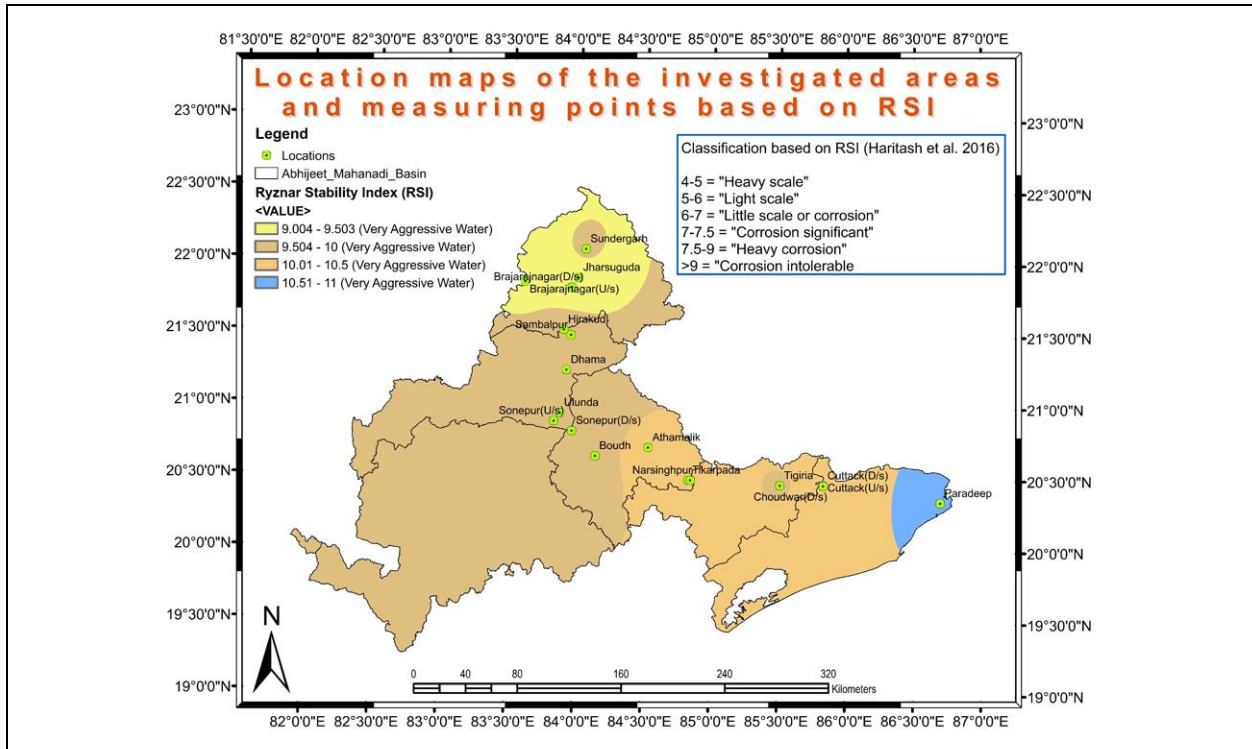 81°30'0"E 82°0'0"E 82°30'0"E 83°0'0"E 83°30'0"E 84°0'0"E 84°30'0"E 85°0'0"E 85°30'0"E 86°0'0"E 86°30'0"E 87°0'0"E
Location maps of the investigated areas
and measuring points based on RSI
23°0'0"N
22°30'0"N
22°0'0"N
21°30'0"N
21°0'0"N
20°30'0"N
20°0'0"N
19°30'0"N
19°0'0"N
Legend
Locations
Abhijeet_Mahanadi_Basin
Ryznar Stability Index (RSI)
<VALUE>
9.004 - 9.503 (Very Aggressive Water)
9.504 - 10 (Very Aggressive Water)
10.01 - 10.5 (Very Aggressive Water)
10.51 - 11 (Very Aggressive Water)
Classification based on RSI (Haritash et al. 2016)
4-5 = "Heavy scale"
5-6 = "Light scale"
6-7 = "Little scale or corrosion"
7-7.5 = "Corrosion significant"
7.5-9 = "Heavy corrosion"
>9 = "Corrosion intolerable
Sundergarh
Jharsuguda
Brajarajnagar(D/s)
Brajarajnagar(U/s)
Hirakud
Sambalpur
Dhama
Ulunda
Sonepur(U/s)
Sonepur(D/s)
Boudh
Athamalik
Narsinghpur
Tikarpada
Tigiria
Choudwar(D/s)
Cuttack(D/s)
Cuttack(U/s)
Paradeep
23°0'0"N
22°30'0"N
22°0'0"N
21°30'0"N
21°0'0"N
20°30'0"N
20°0'0"N
19°30'0"N
19°0'0"N
N
0 40 80 160 240 320
Kilometers
82°0'0"E 82°30'0"E 83°0'0"E 83°30'0"E 84°0'0"E 84°30'0"E 85°0'0"E 85°30'0"E 86°0'0"E 86°30'0"E 87°0'0"E